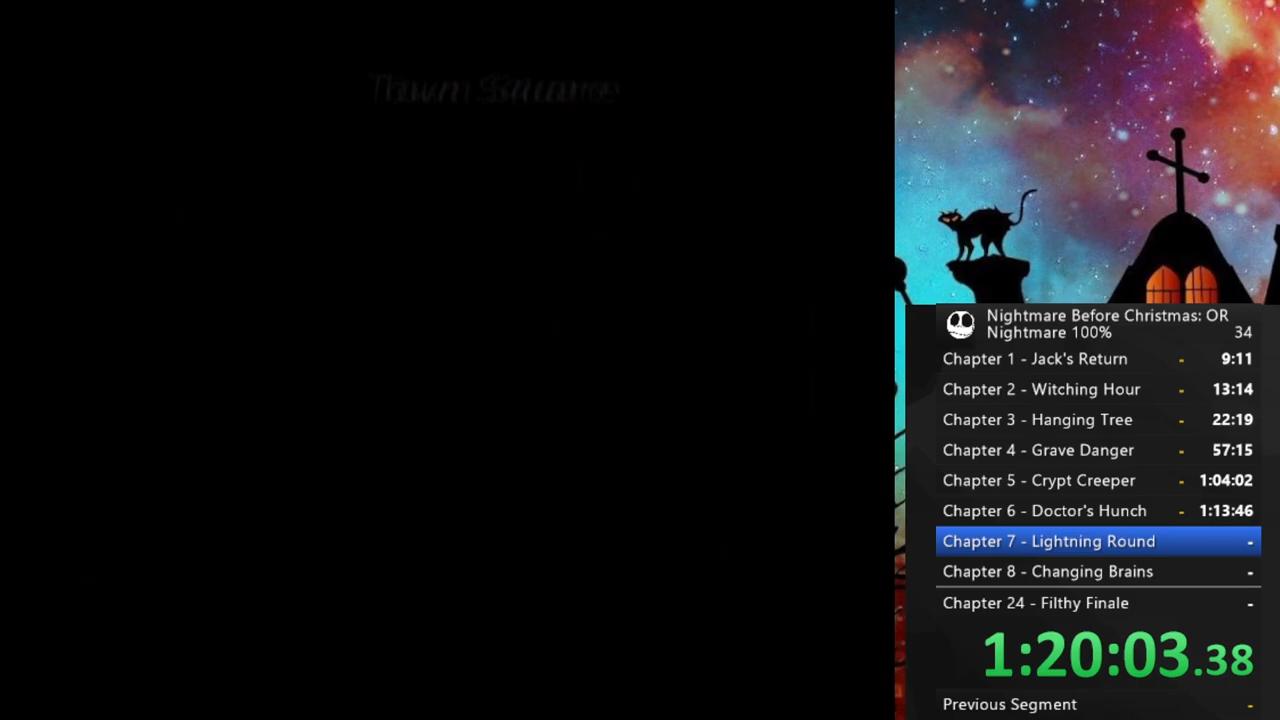 Town Square
Nightmare Before Christmas: OR
Nightmare 100% 34
Chapter 1 - Jack's Return - 9:11
Chapter 2 - Witching Hour - 13:14
Chapter 3 - Hanging Tree - 22:19
Chapter 4 - Grave Danger - 57:15
Chapter 5 - Crypt Creeper - 1:04:02
Chapter 6 - Doctor's Hunch - 1:13:46
Chapter 7 - Lightning Round -
Chapter 8 - Changing Brains -
Chapter 24 - Filthy Finale -
1:20:03.38
Previous Segment -